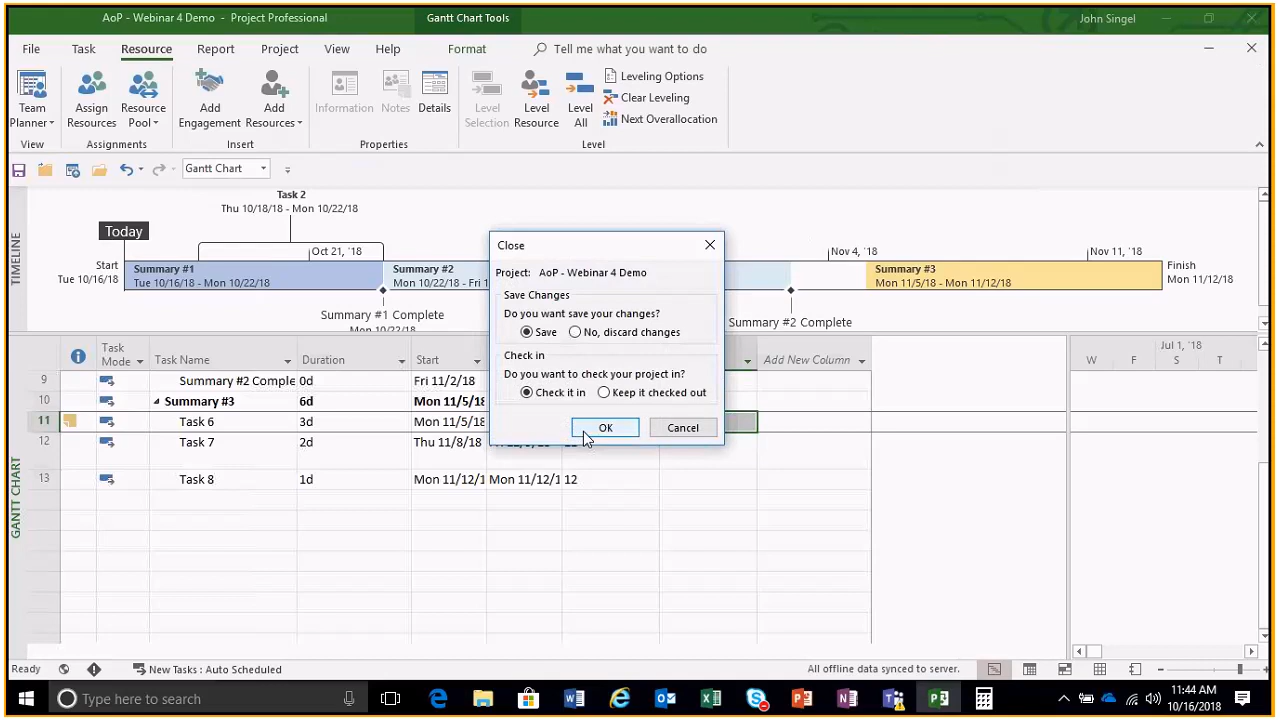 AoP - Webinar 4 Demo - Project Professional
Gantt Chart Tools
John Singel
File Task Resource Report Project View Help Format Tell me what you want to do
Team Planner
Assign Resources
Resource Pool
Add Engagement
Add Resources
Information
Notes
Details
Level Selection
Level Resource
Level All
Leveling Options
Clear Leveling
Next Overallocation
View Assignments Insert Properties Level
Gantt Chart
TIMELINE
Task 2
Thu 10/18/18 - Mon 10/22/18
Today
Start
Tue 10/16/18
Oct 21, '18
Nov 4, '18
Nov 11, '18
Summary #1
Tue 10/16/18 - Mon 10/22/18
Summary #2
Mon 10/22/18 - Fri 1
Summary #3
Mon 11/5/18 - Mon 11/12/18
Finish
Mon 11/12/18
Summary #1 Complete
Mon 10/22/18
Summary #2 Complete
Close
Project: AoP - Webinar 4 Demo
Save Changes
Do you want save your changes?
Save No, discard changes
Check in
Do you want to check your project in?
Check it in Keep it checked out
OK Cancel
GANTT CHART
Task Mode Task Name Duration Start Add New Column
Jul 1, '18
W F S T
9 Summary #2 Comple 0d Fri 11/2/18
10 Summary #3 6d Mon 11/5/18
11 Task 6 3d Mon 11/5/18
12 Task 7 2d Thu 11/8/18
13 Task 8 1d Mon 11/12/1 Mon 11/12/1 12
Ready New Tasks : Auto Scheduled All offline data synced to server.
Type here to search
11:44 AM
10/16/2018